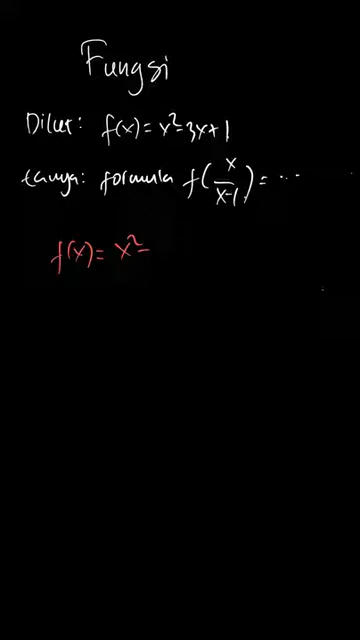 Fungsi
Diket: f(x) = x²-3x+1
tanya: formula f(x/(x-1)) = ...
f(x) = x²-